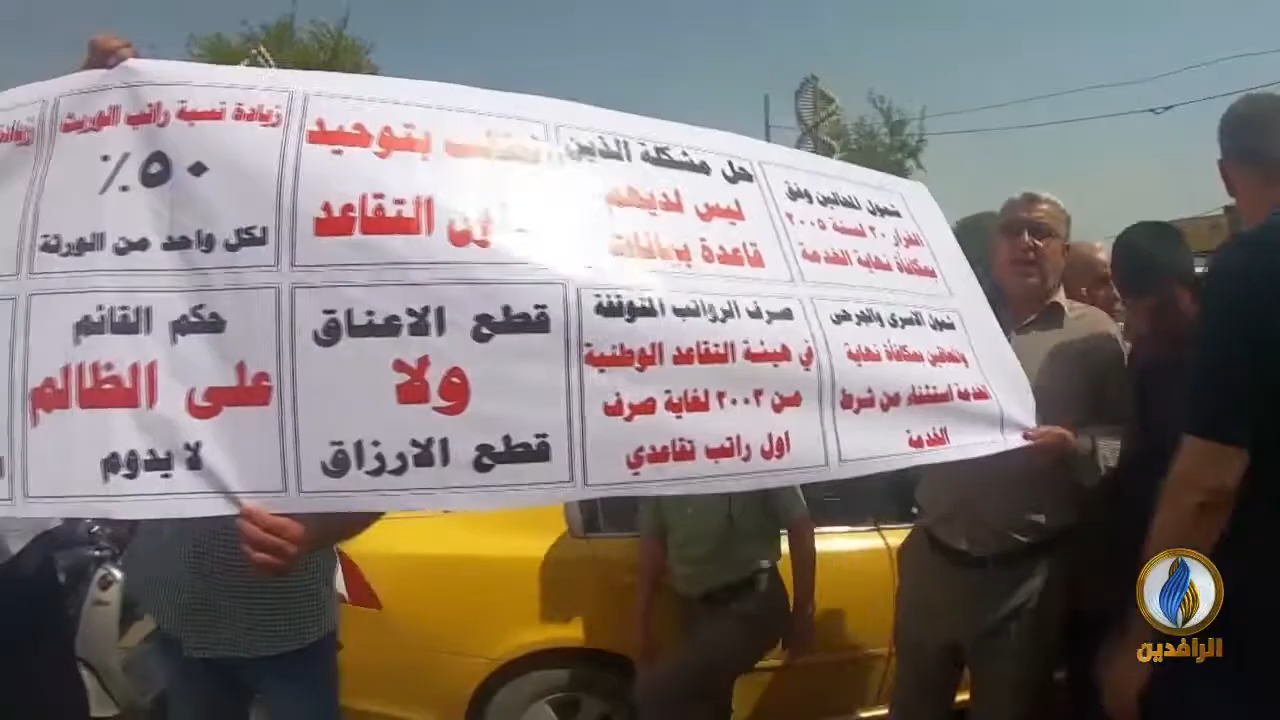 شمول المحالين وفق
القرار ٣٠ لسنة ٢٠٠٥
بمكافأة نهاية الخدمة
حل مشكلة الذين
ليس لديهم
قاعدة بيانات
بتوحيد
التقاعد
زيادة نسبة راتب الوريث
٥٠٪
لكل واحد من الورثة
شمول الاسرى والجرحى
بمكافأة نهاية
الخدمة استثناء من شرط
الخدمة
صرف الرواتب المتوقفة
في هيئة التقاعد الوطنية
من ٢٠٠٣ لغاية صرف
اول راتب تقاعدي
قطع الاعناق
ولا
قطع الارزاق
حكم القائم
على الظالم
لا يدوم
الرافدين